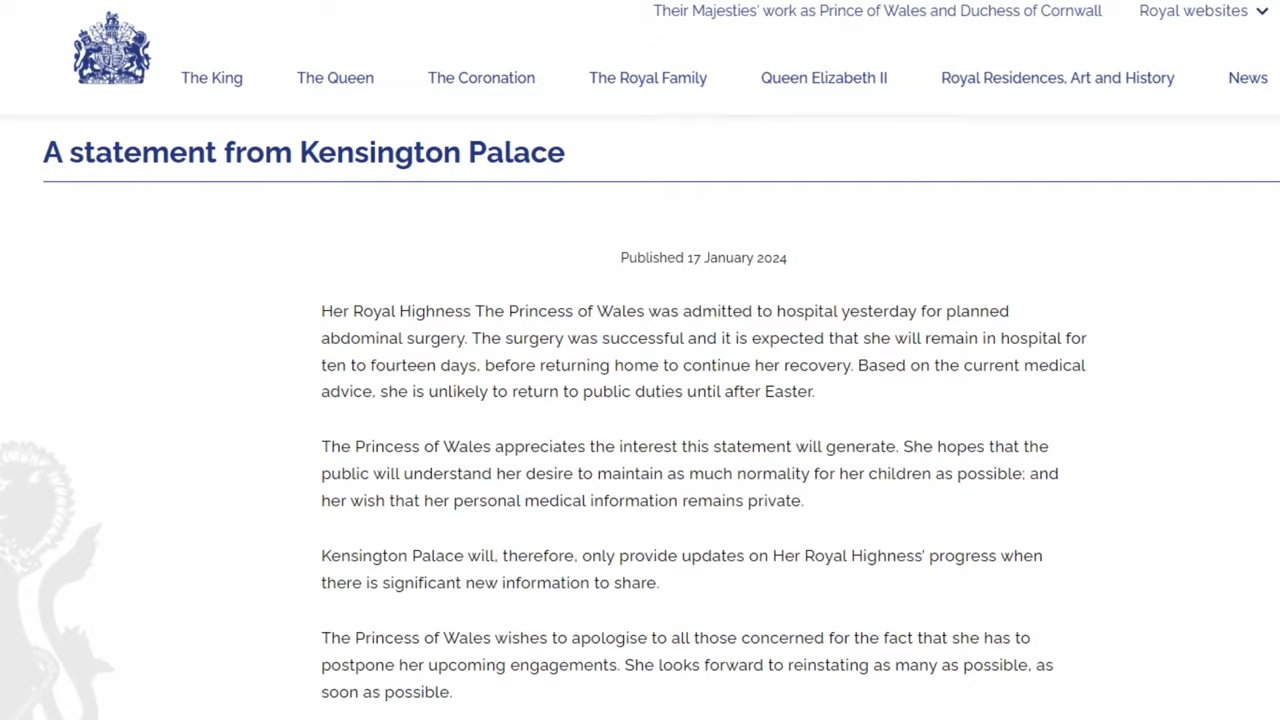 Their Majesties' work as Prince of Wales and Duchess of Cornwall Royal websites
The King The Queen The Coronation The Royal Family Queen Elizabeth II Royal Residences, Art and History News
A statement from Kensington Palace
Published 17 January 2024
Her Royal Highness The Princess of Wales was admitted to hospital yesterday for planned
abdominal surgery. The surgery was successful and it is expected that she will remain in hospital for
ten to fourteen days, before returning home to continue her recovery. Based on the current medical
advice, she is unlikely to return to public duties until after Easter.
The Princess of Wales appreciates the interest this statement will generate. She hopes that the
public will understand her desire to maintain as much normality for her children as possible; and
her wish that her personal medical information remains private.
Kensington Palace will, therefore, only provide updates on Her Royal Highness' progress when
there is significant new information to share.
The Princess of Wales wishes to apologise to all those concerned for the fact that she has to
postpone her upcoming engagements. She looks forward to reinstating as many as possible, as
soon as possible.